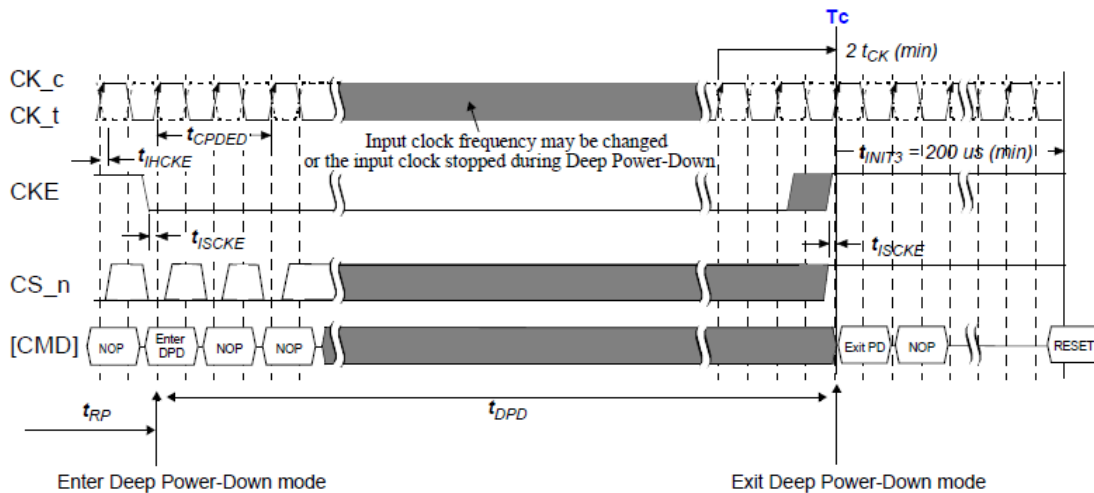 Tc
2 tCK (min)
CK_c
CK_t
tCPDED
Input clock frequency may be changed
or the input clock stopped during Deep Power-Down
tIHCKE
tINIT3 = 200 us (min)
CKE
tISCKE
tISCKE
CS_n
[CMD]
NOP
Enter
DPD
NOP
NOP
Exit PD
NOP
RESET
tRP
tDPD
Enter Deep Power-Down mode
Exit Deep Power-Down mode